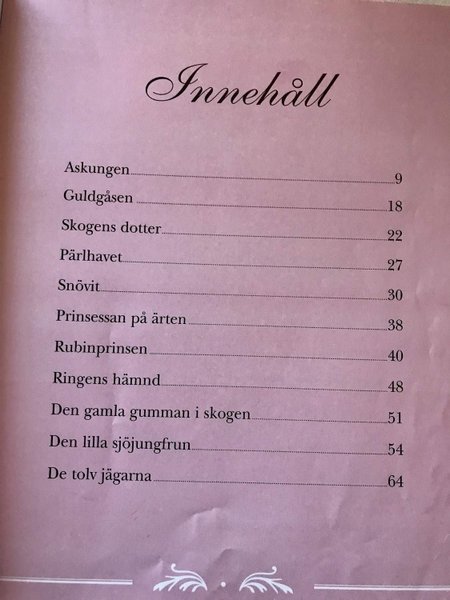 Innehåll
Askungen 9
Guldgåsen 18
Skogens dotter 22
Pärlhavet 27
Snövit 30
Prinsessan på ärten 38
Rubinprinsen 40
Ringens hämnd 48
Den gamla gumman i skogen 51
Den lilla sjöjungfrun 54
De tolv jägarna 64